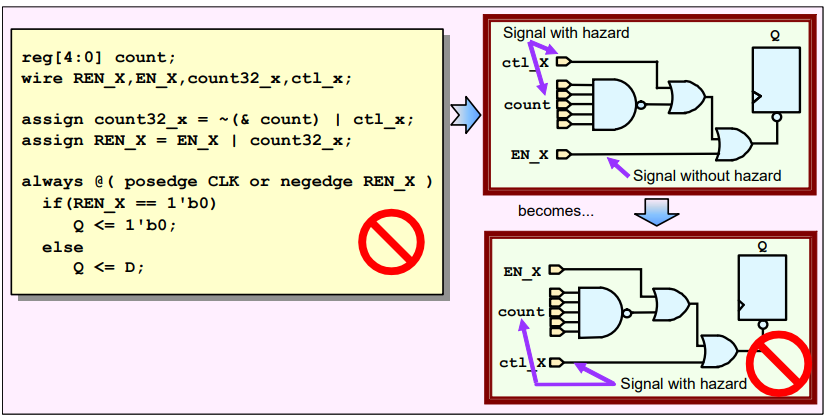 reg[4:0] count;
wire REN_X,EN_X,count32_x,ctl_x;
assign count32_x = ~(& count) | ctl_x;
assign REN_X = EN_X | count32_x;
always @( posedge CLK or negedge REN_X )
if(REN_X == 1'b0)
Q <= 1'b0;
else
Q <= D;
Signal with hazard
Q
ctl_X
count
EN_X
Signal without hazard
becomes...
Q
EN_X
count
ctl_X
Signal with hazard